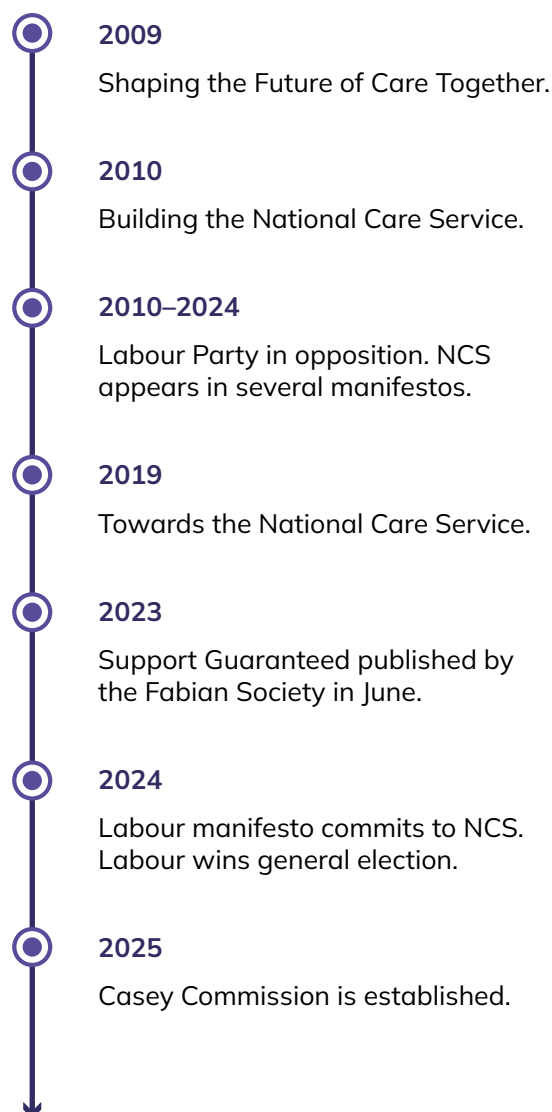 2009
Shaping the Future of Care Together.
2010
Building the National Care Service.
2010–2024
Labour Party in opposition. NCS
appears in several manifestos.
2019
Towards the National Care Service.
2023
Support Guaranteed published by
the Fabian Society in June.
2024
Labour manifesto commits to NCS.
Labour wins general election.
2025
Casey Commission is established.